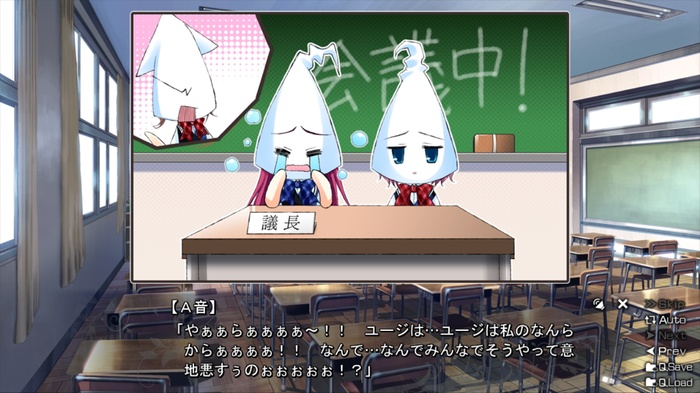 会議中！
議長
【Ａ音】
「やぁぁらぁぁぁぁ～！！　ユージは…ユージは私のなんら
からぁぁぁぁ！！　なんで…なんでみんなでそうやって意
地悪すぅのぉぉぉぉぉ！？」
Skip
Auto
Next
Prev
Q.Save
Q.Load